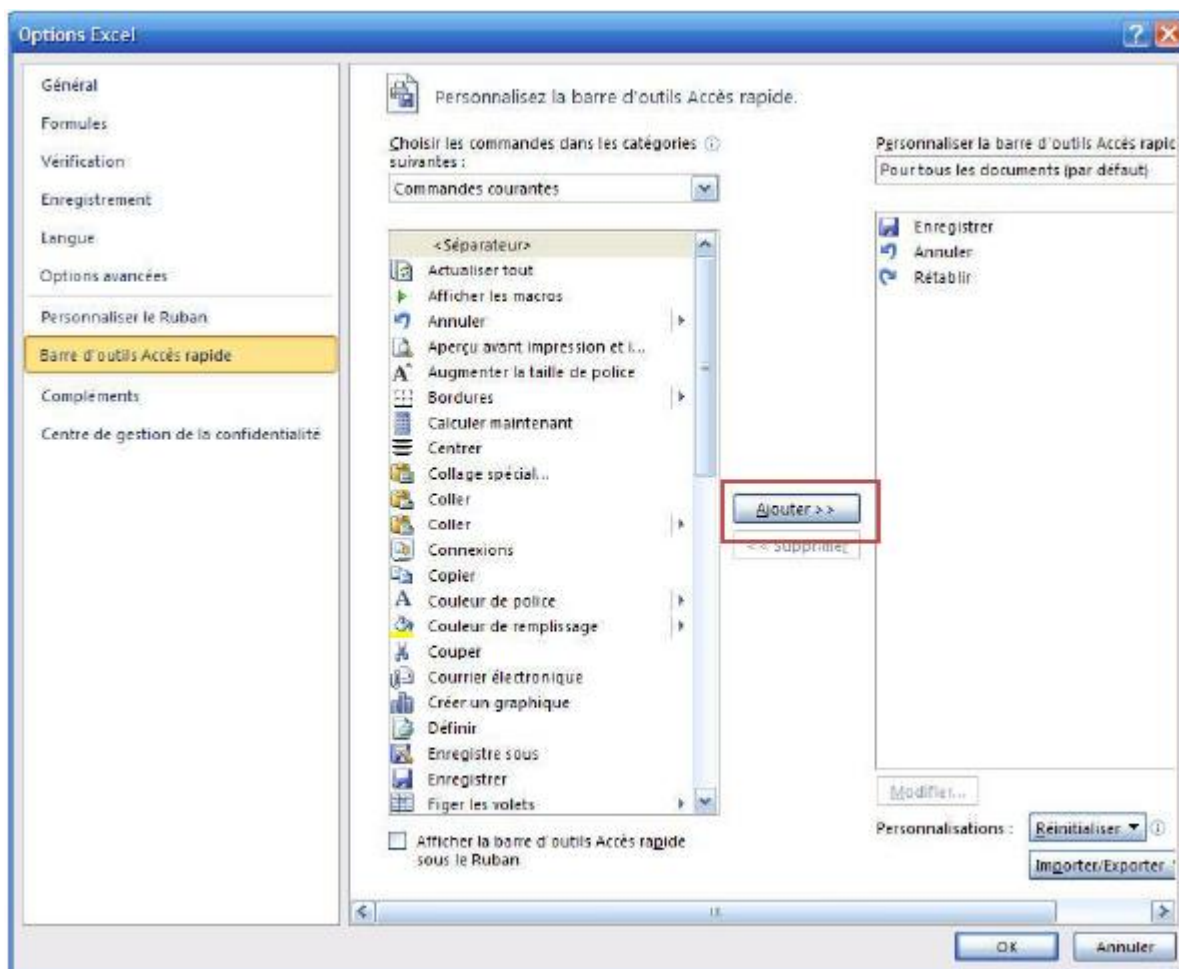 Options Excel
Général
Formules
Vérification
Enregistrement
Langue
Options avancées
Personnaliser le Ruban
Barre d'outils Accès rapide
Compléments
Centre de gestion de la confidentialité
Personnalisez la barre d'outils Accès rapide.
Choisir les commandes dans les catégories
suivantes :
Commandes courantes
<Séparateur>
Actualiser tout
Afficher les macros
Annuler
Aperçu avant impression et i...
Augmenter la taille de police
Bordures
Calculer maintenant
Centrer
Collage spécial...
Coller
Coller
Connexions
Copier
Couleur de police
Couleur de remplissage
Couper
Courrier électronique
Créer un graphique
Définir
Enregistre sous
Enregistrer
Figer les volets
Afficher la barre d'outils Accès rapide
sous le Ruban
Ajouter >>
<< Supprimer
Personnaliser la barre d'outils Accès rapic
Pour tous les documents (par défaut)
Enregistrer
Annuler
Rétablir
Modifier...
Personnalisations :
Réinitialiser
Importer/Exporter
OK
Annuler